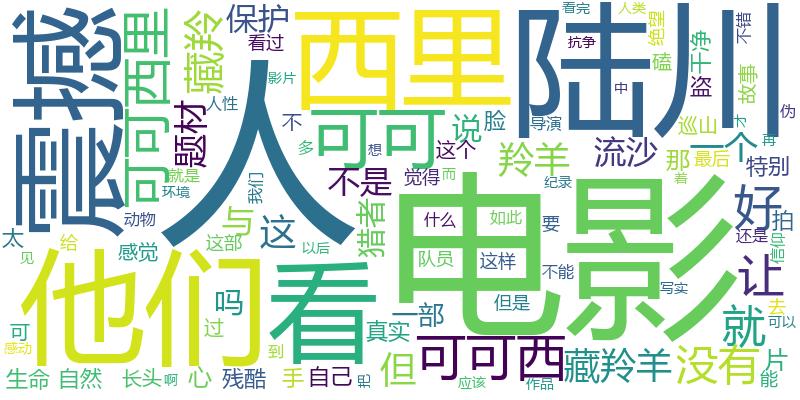 震撼
可可西里
藏羚
保护
看过
影片
人性
题材
不
人
西里
可可
说
脸
多
想
这个
不是
觉得
猎者
而
陆川
看完
人类
抗争
绝望
不错
磕
干净
盗
故事
中
伪
导演
巡山
才
再
一个
羚羊
流沙
那
最后
特别
纪录
着
就是
环境
我们
动物
与
这
太
给
见
感觉
这部
以后
他们
看
吗
过
可
感动
到
生命
自然
长头
啊
心
残酷
手
自己
把
真实
但
一部
电影
什么
如此
要
队员
这样
不能
但是
写实
可可西
应该
作品
藏羚羊
没有
好
拍
还是
信仰
让
就
去
可以
片
能